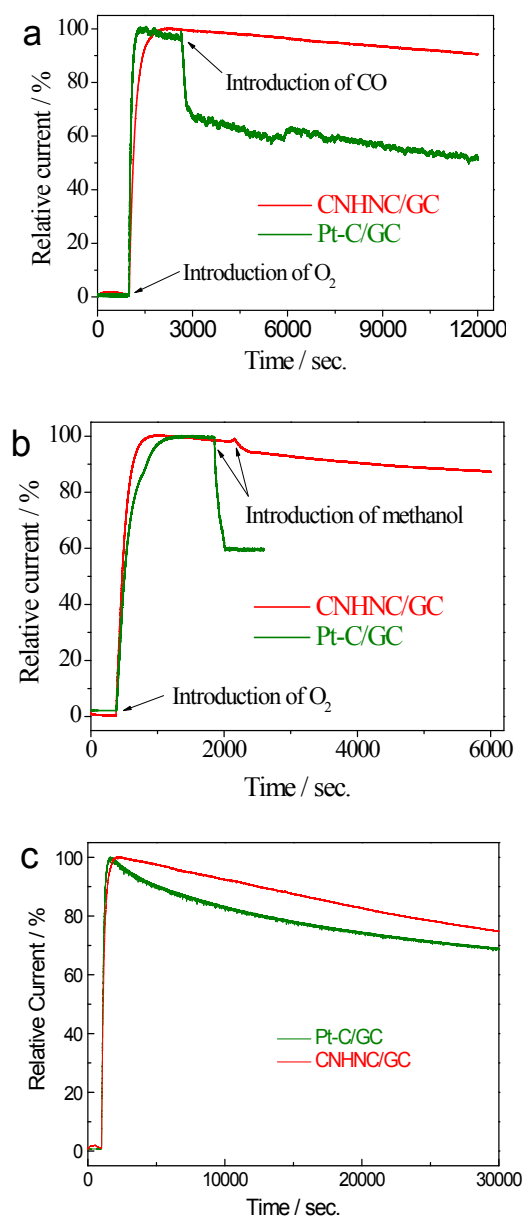 a
100
80
60
40
20
0
Relative current / %
Introduction of CO
CNHNC/GC
Pt-C/GC
Introduction of O2
0 3000 6000 9000 12000
Time / sec.
b
100
80
60
40
20
0
Relative current / %
Introduction of methanol
CNHNC/GC
Pt-C/GC
Introduction of O2
0 2000 4000 6000
Time / sec.
c
100
80
60
40
20
0
Relative Current / %
Pt-C/GC
CNHNC/GC
0 10000 20000 30000
Time / sec.